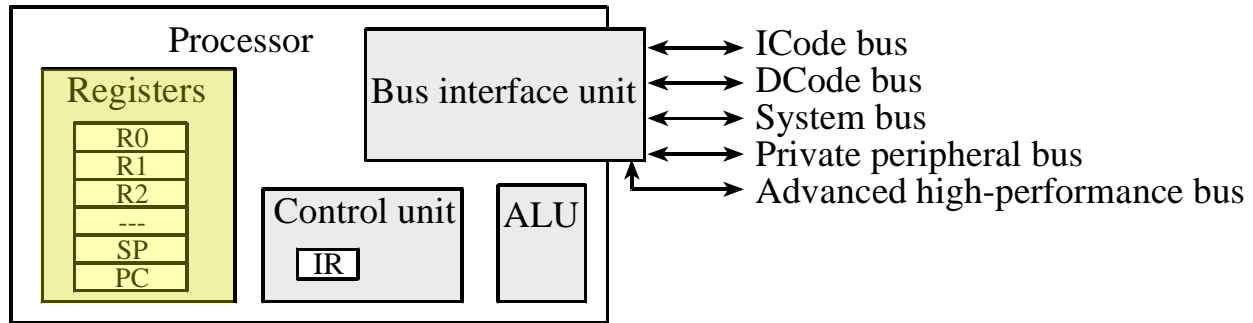 Processor
Registers
R0
R1
R2
---
SP
PC
Control unit
IR
ALU
Bus interface unit
ICode bus
DCode bus
System bus
Private peripheral bus
Advanced high-performance bus